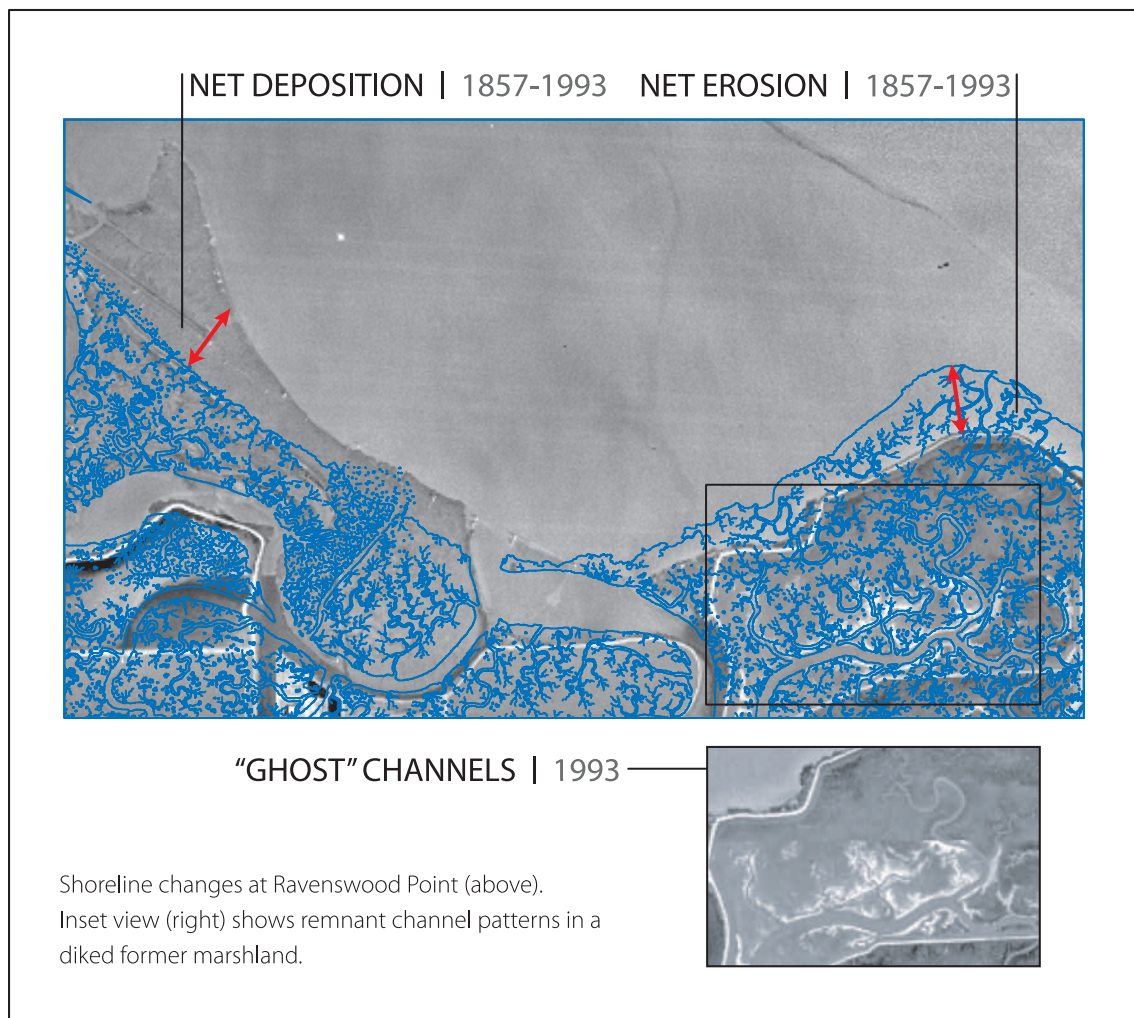 NET DEPOSITION | 1857-1993 NET EROSION | 1857-1993
"GHOST" CHANNELS | 1993
Shoreline changes at Ravenswood Point (above).
Inset view (right) shows remnant channel patterns in a
diked former marshland.